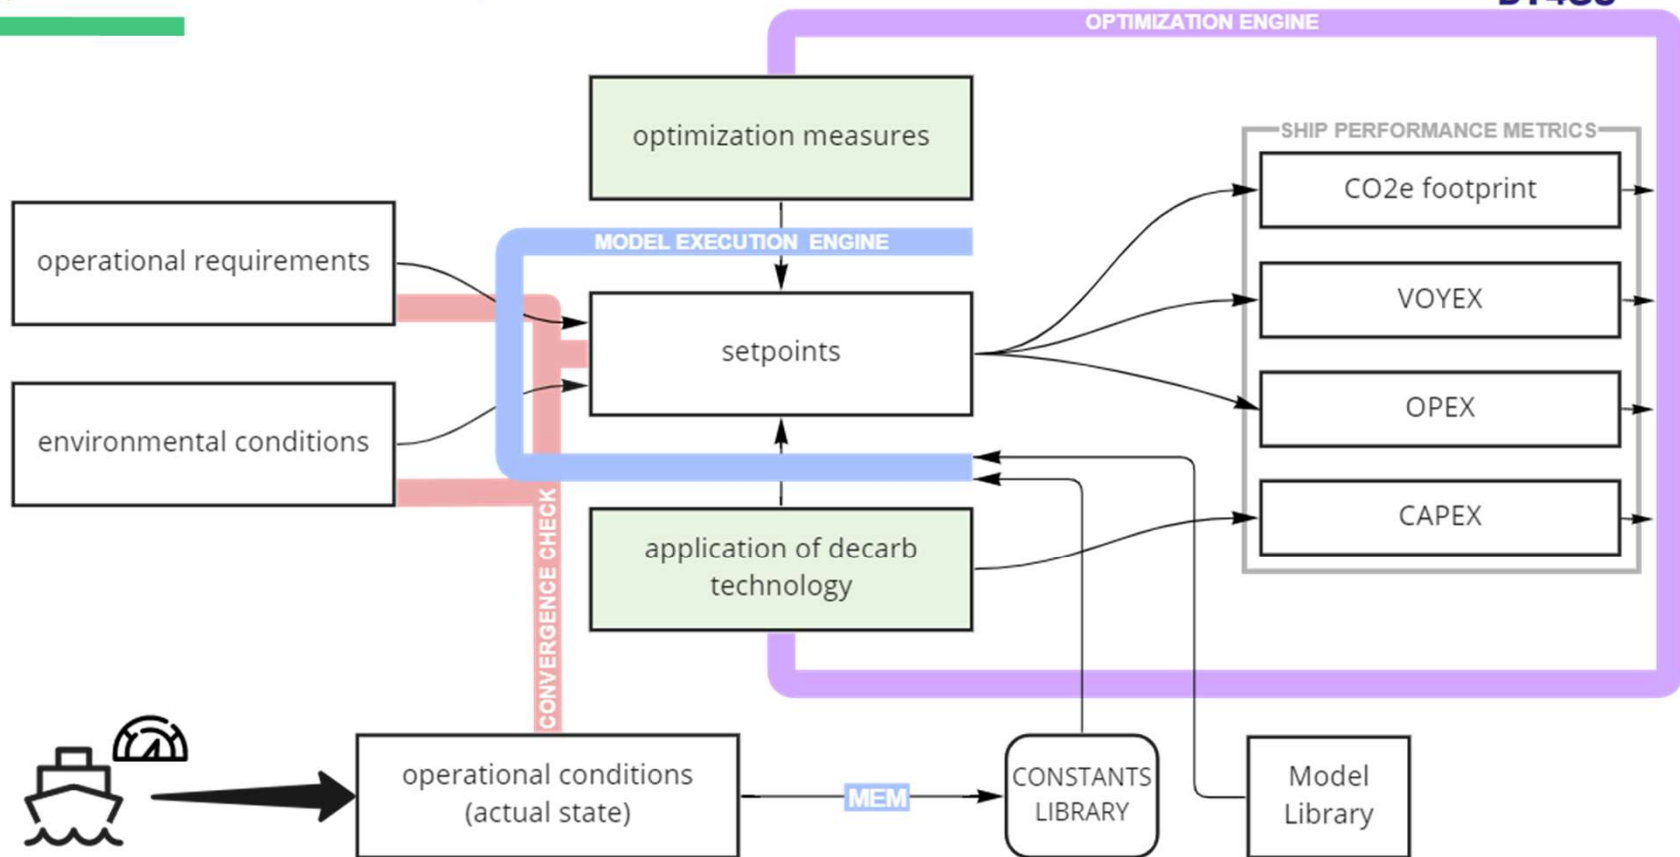 OPTIMIZATION ENGINE
optimization measures
SHIP PERFORMANCE METRICS
CO2e footprint
operational requirements
MODEL EXECUTION ENGINE
VOYEX
setpoints
OPEX
environmental conditions
CAPEX
CONVERGENCE CHECK
application of decarb
technology
operational conditions
(actual state)
MEM
CONSTANTS
LIBRARY
Model
Library